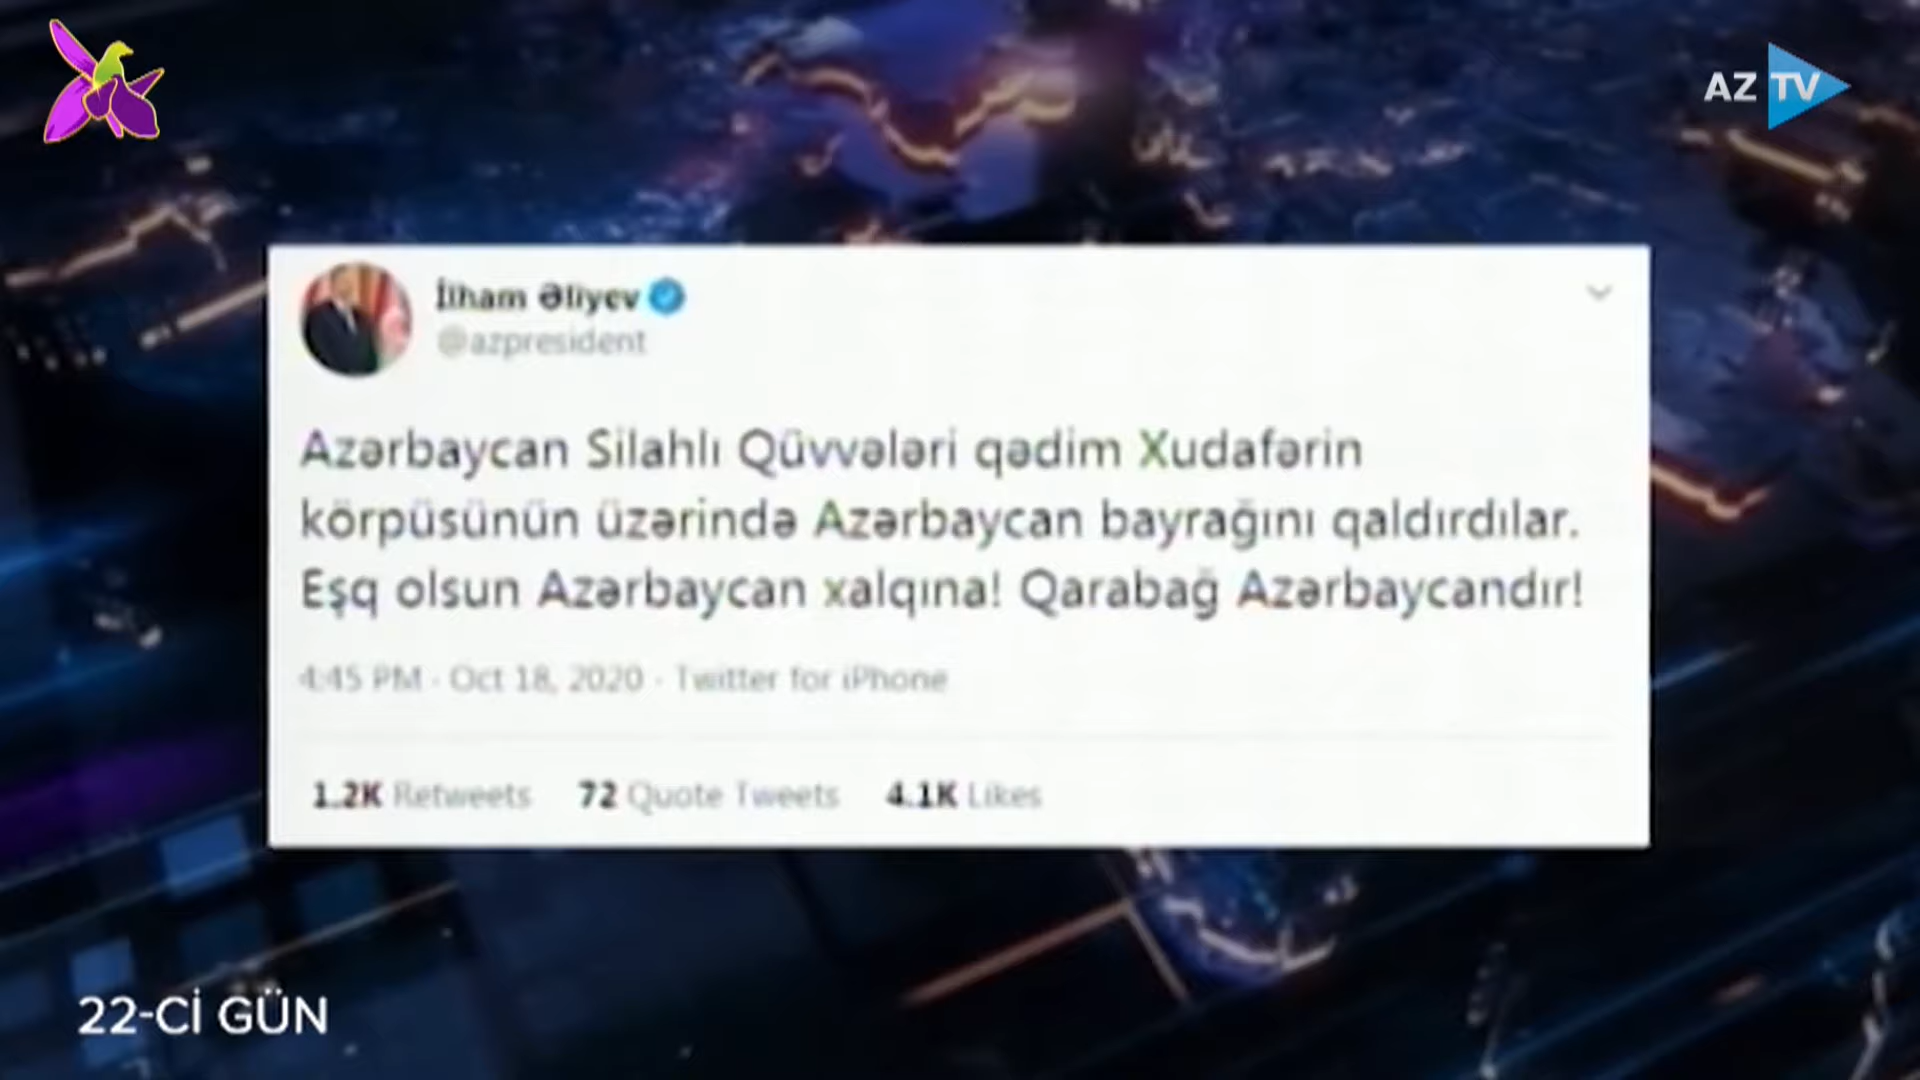 AZ TV
İlham Əliyev
@azpresident
Azərbaycan Silahlı Qüvvələri qədim Xudafərin
körpüsünün üzərində Azərbaycan bayrağını qaldırdılar.
Eşq olsun Azərbaycan xalqına! Qarabağ Azərbaycandır!
4:45 PM · Oct 18, 2020 · Twitter for iPhone
1.2K Retweets 72 Quote Tweets 4.1K Likes
22-Cİ GÜN